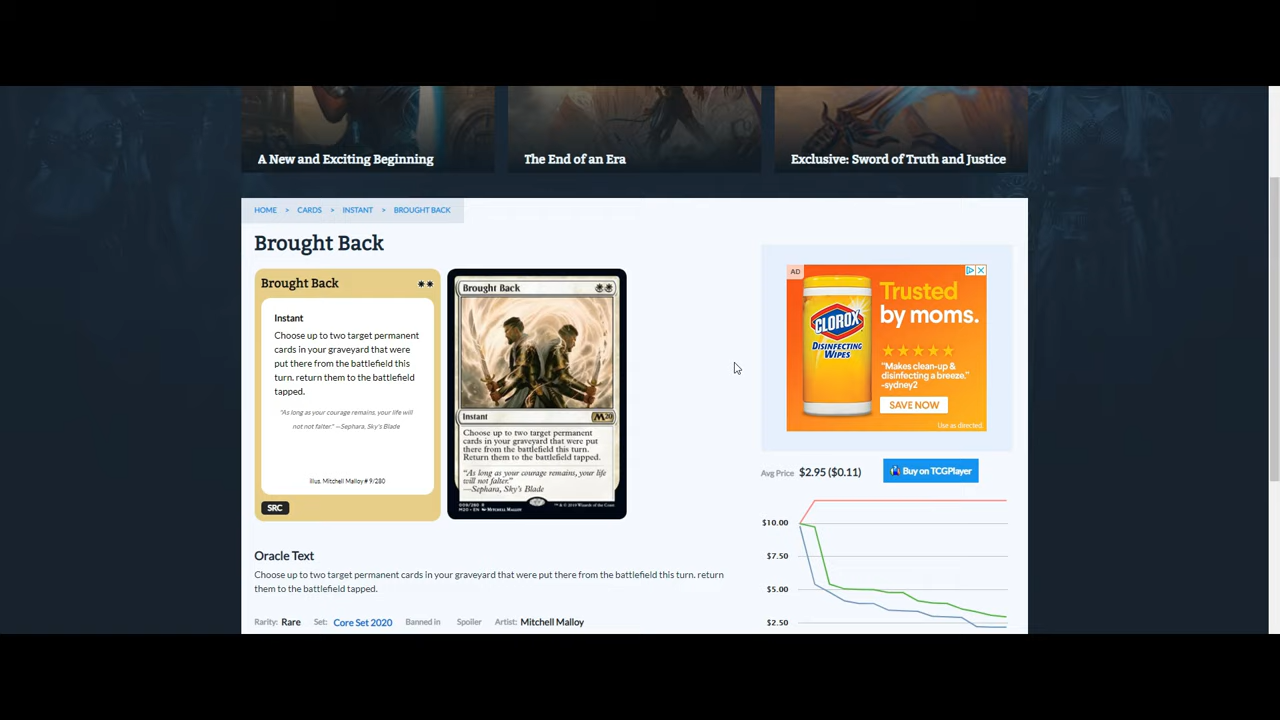 A New and Exciting Beginning
The End of an Era
Exclusive: Sword of Truth and Justice
HOME > CARDS > INSTANT > BROUGHT BACK
Brought Back
Brought Back
Instant
Choose up to two target permanent
cards in your graveyard that were
put there from the battlefield this
turn. return them to the battlefield
tapped.
"As long as your courage remains, your life will
not not falter." —Sephara, Sky's Blade
Illus. Mitchell Malloy # 9/280
SRC
Brought Back
Instant
M20
Choose up to two target permanent
cards in your graveyard that were put
there from the battlefield this turn.
Return them to the battlefield tapped.
"As long as your courage remains, your life
will not falter."
—Sephara, Sky's Blade
009/280 R
M20 • EN MITCHELL MALLOY
AD
Trusted
by moms.
CLOROX
DISINFECTING
WIPES
"Makes clean-up &
disinfecting a breeze."
-sydney2
SAVE NOW
Use as directed.
Avg Price $2.95 ($0.11)
Buy on TCGPlayer
$10.00
$7.50
$5.00
$2.50
Oracle Text
Choose up to two target permanent cards in your graveyard that were put there from the battlefield this turn. return
them to the battlefield tapped.
Rarity: Rare Set: Core Set 2020 Banned in Spoiler Artist: Mitchell Malloy